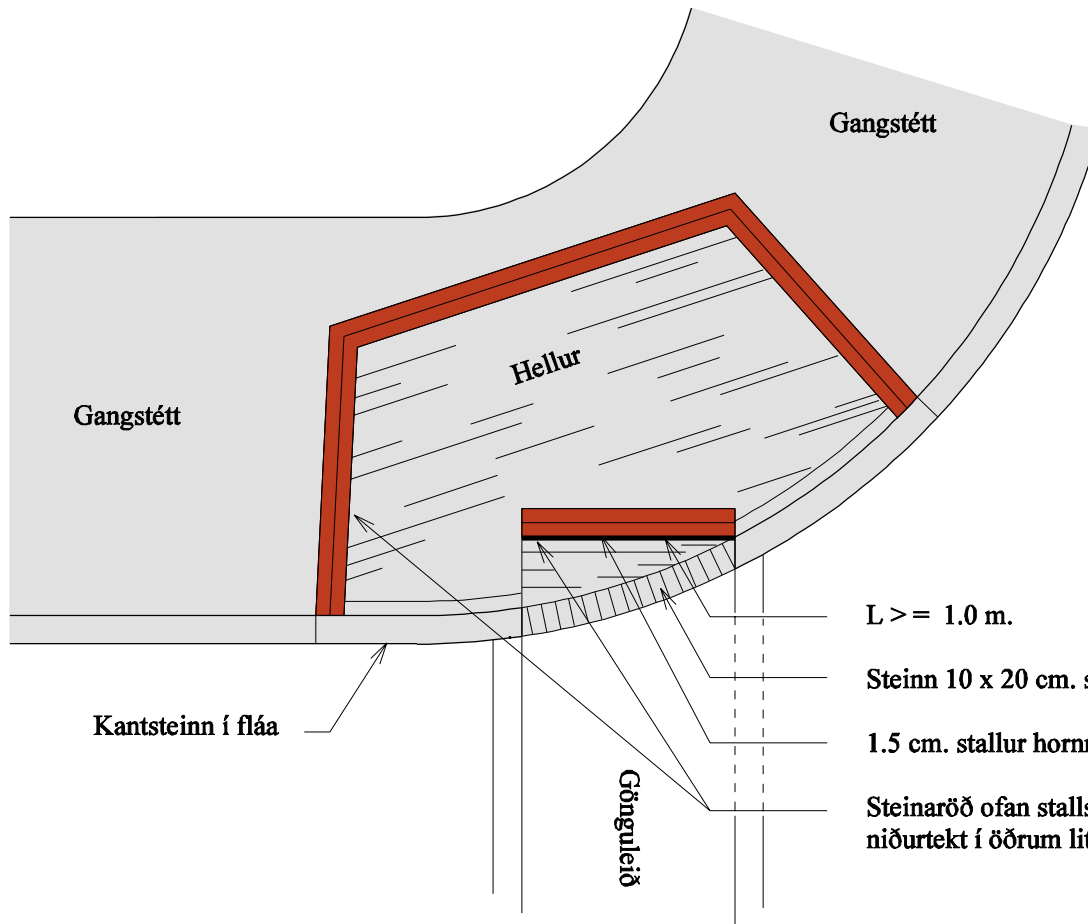 Gangstétt
Gangstétt
Hellur
L > = 1.0 m.
Steinn 10 x 20 cm.
Kantsteinn í fláa
1.5 cm. stallur
Gönguleið
Steinaröð ofan
niðurtekt í öðrum